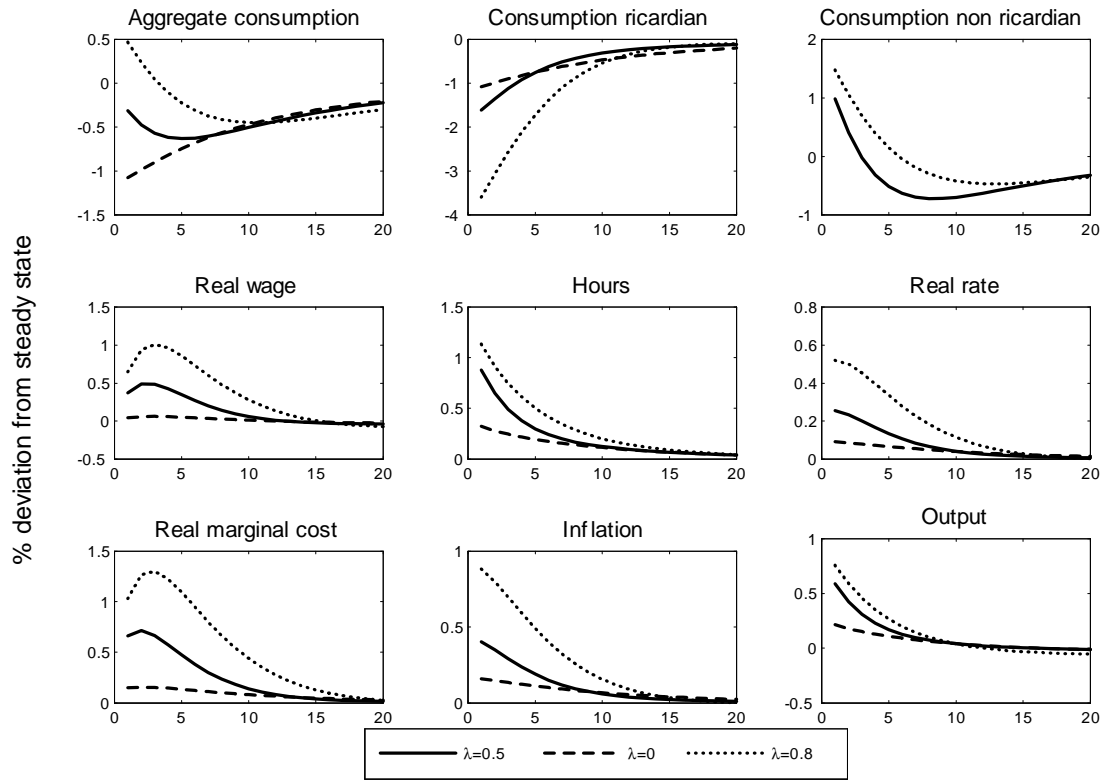 Aggregate consumption
0.5
0
-0.5
-1
-1.5
0 5 10 15 20
Consumption ricardian
0
-1
-2
-3
-4
0 5 10 15 20
Consumption non ricardian
2
1
0
-1
0 5 10 15 20
% deviation from steady state
Real wage
1.5
1
0.5
0
-0.5
0 5 10 15 20
Hours
1.5
1
0.5
0
0 5 10 15 20
Real rate
0.8
0.6
0.4
0.2
0
0 5 10 15 20
Real marginal cost
1.5
1
0.5
0
0 5 10 15 20
Inflation
1
0.5
0
0 5 10 15 20
Output
1
0.5
0
-0.5
0 5 10 15 20
λ=0.5 λ=0 λ=0.8